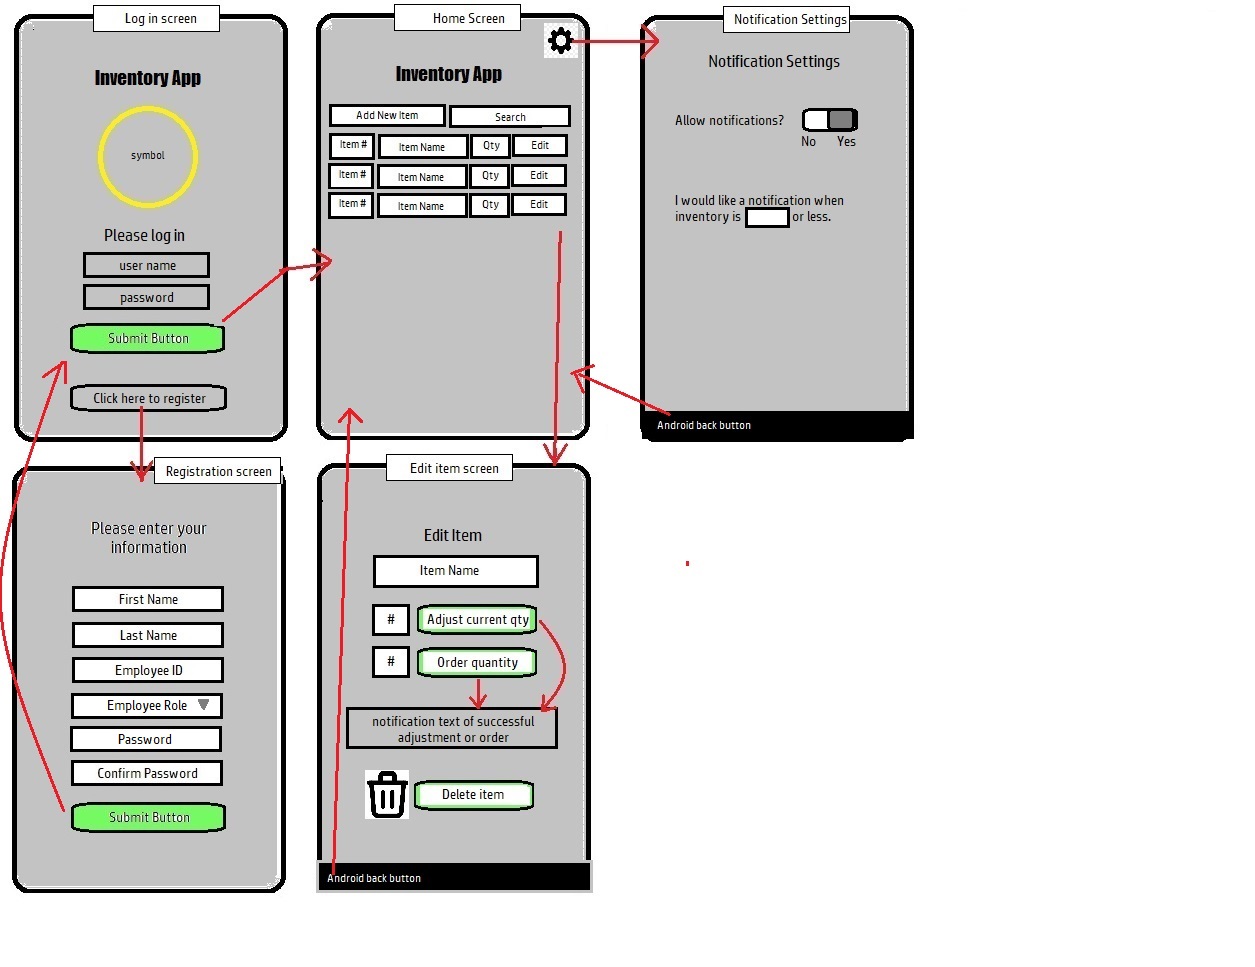 Log in screen
Inventory App
symbol
Please log in
user name
password
Submit Button
Click here to register
Home Screen
Inventory App
Add New Item
Search
Item #
Item Name
Qty
Edit
Item #
Item Name
Qty
Edit
Item #
Item Name
Qty
Edit
Notification Settings
Notification Settings
Allow notifications?
No
Yes
I would like a notification when
inventory is
or less.
Android back button
Registration screen
Please enter your
information
First Name
Last Name
Employee ID
Employee Role
Password
Confirm Password
Submit Button
Edit item screen
Edit Item
Item Name
#
Adjust current qty
#
Order quantity
notification text of successful
adjustment or order
Delete item
Android back button